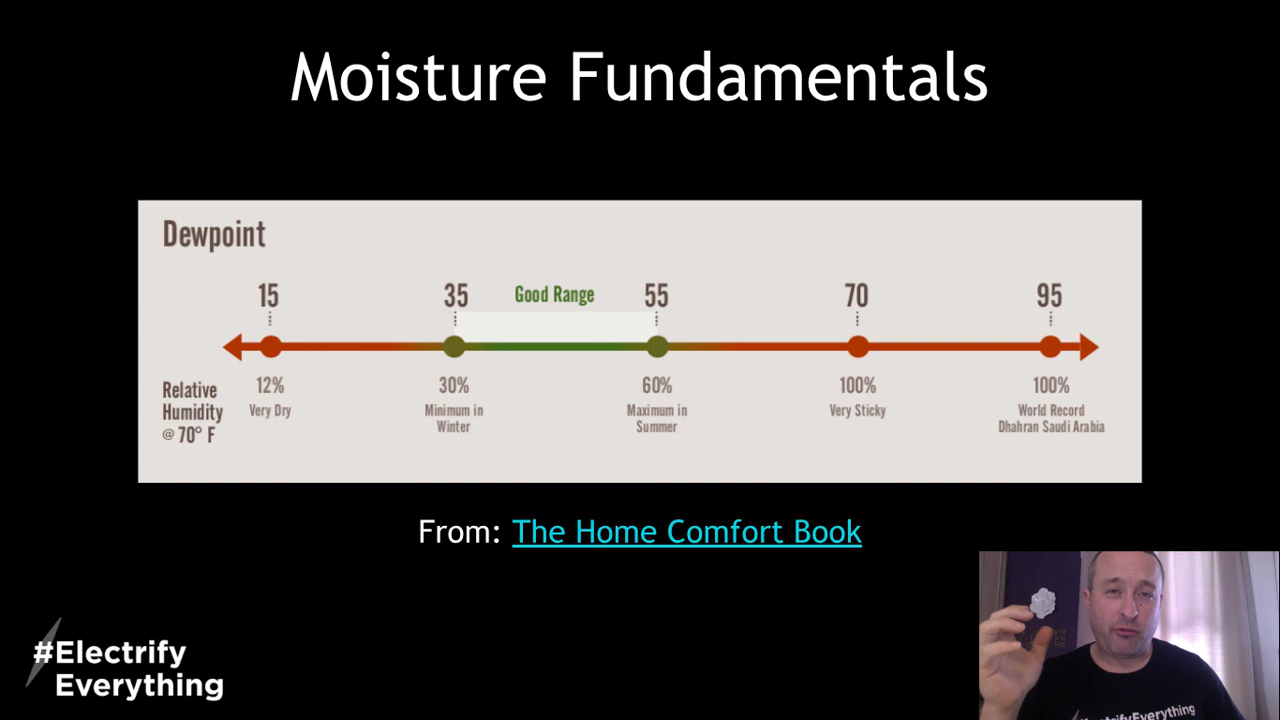 Moisture Fundamentals
Dewpoint
15 35 Good Range 55 70 95
Relative
Humidity
@ 70° F
12% 30% 60% 100% 100%
Very Dry
Minimum in
Winter
Maximum in
Summer
Very Sticky
World Record
Dhahran Saudi Arabia
From: The Home Comfort Book
#Electrify
Everything